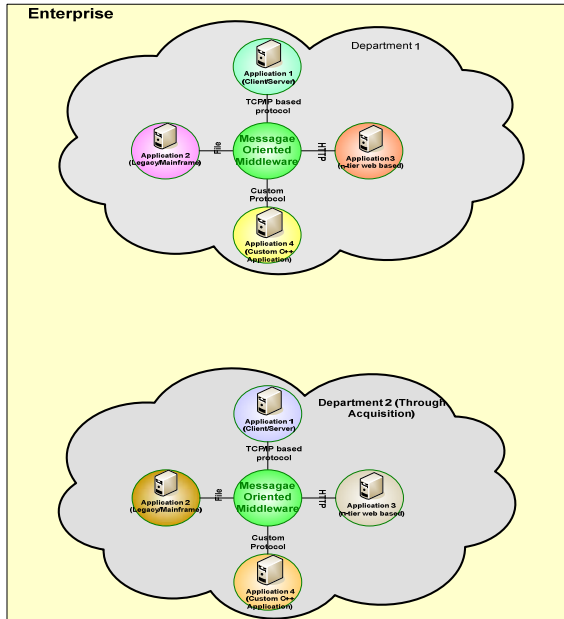 Enterprise
Department 1
Application 1
(Client/Server)
TCP/IP based
protocol
Application 2
(Legacy/Mainframe)
File
Messagae
Oriented
Middleware
HTTP
Application 3
(n-tier web based)
Custom
Protocol
Application 4
(Custom C++
Application)
Department 2 (Through
Acquisition)
Application 1
(Client/Server)
TCP/IP based
protocol
Application 2
(Legacy/Mainframe)
File
Messagae
Oriented
Middleware
HTTP
Application 3
(n-tier web based)
Custom
Protocol
Application 4
(Custom C++
Application)